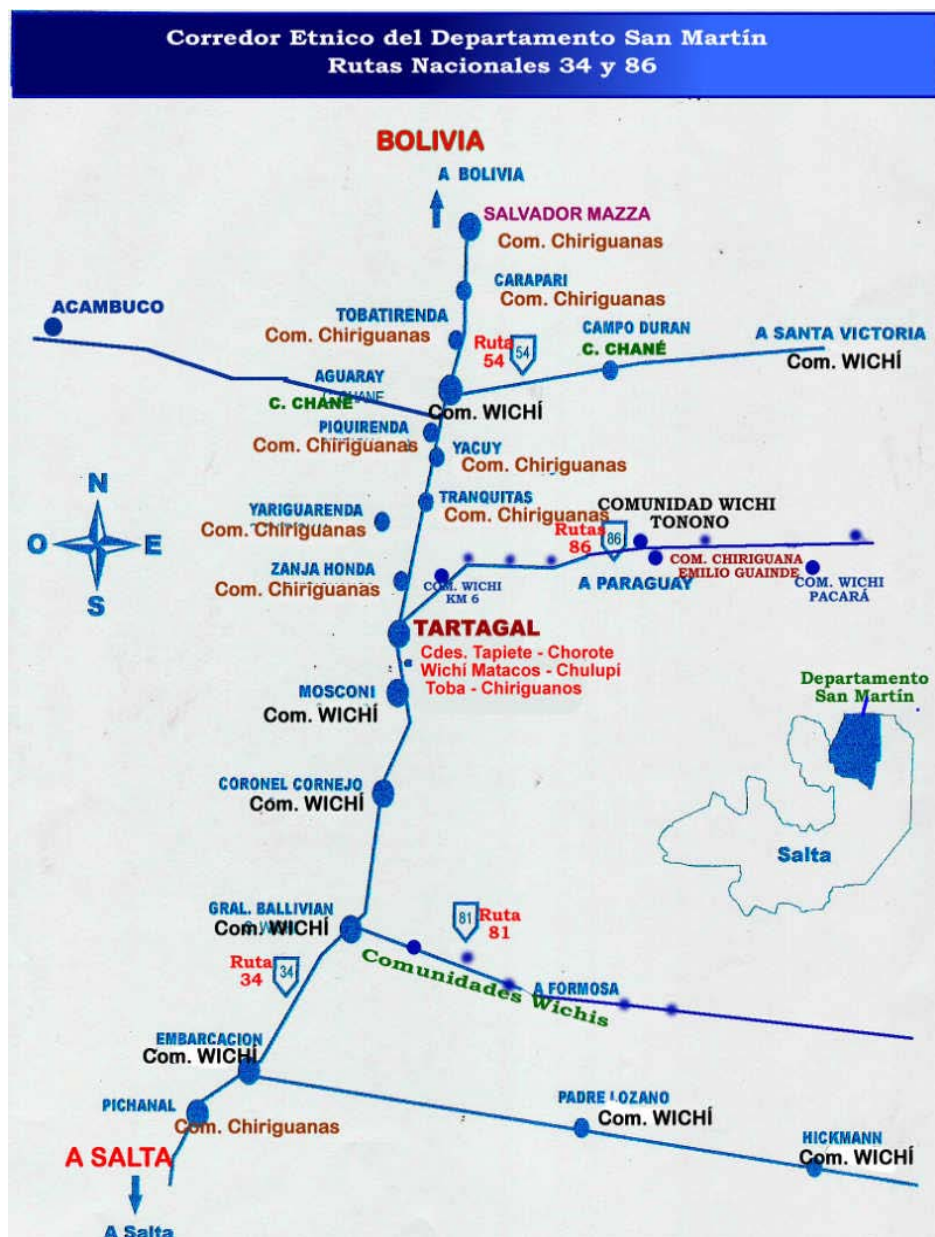 Corredor Etnico del Departamento San Martín
Rutas Nacionales 34 y 86
BOLIVIA
A BOLIVIA
SALVADOR MAZZA
Com. Chiriguanas
CARAPARI
Com. Chiriguanas
ACAMBUCO
TOBATIRENDA
Com. Chiriguanas
Ruta
54
54
CAMPO DURAN
C. CHANÉ
A SANTA VICTORIA
Com. WICHÍ
AGUARAY
C. CHANE
Com. WICHÍ
PIQUIRENDA
Com. Chiriguanas
YACUY
Com. Chiriguanas
TRANQUITAS
Com. Chiriguanas
YARIGUARENDA
Com. Chiriguanas
N
O
E
S
COMUNIDAD WICHI
TONONO
Rutas
86
86
ZANJA HONDA
Com. Chiriguanas
COM. WICHI
KM 6
A PARAGUAY
COM. CHIRIGUANA
EMILIO GUAINDE
COM. WICHI
PACARÁ
TARTAGAL
Cdes. Tapiete - Chorote
Wichí Matacos - Chulupí
Toba - Chiriguanos
MOSCONI
Com. WICHÍ
Departamento
San Martín
Salta
CORONEL CORNEJO
Com. WICHÍ
GRAL. BALLIVIAN
Com. WICHÍ
81
Ruta
81
Comunidades Wichis
A FORMOSA
Ruta
34
34
EMBARCACION
Com. WICHÍ
PICHANAL
Com. Chiriguanas
PADRE LOZANO
Com. WICHÍ
HICKMANN
Com. WICHÍ
A SALTA
A Salta